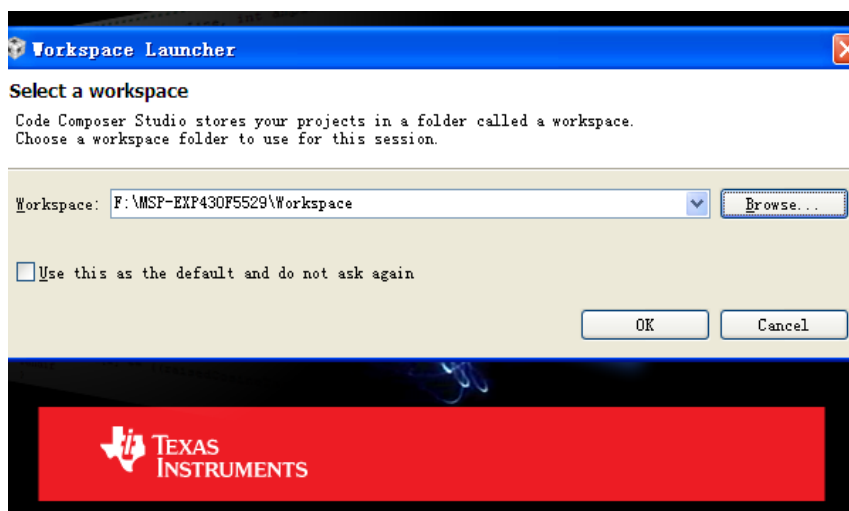 Workspace Launcher
Select a workspace
Code Composer Studio stores your projects in a folder called a workspace.
Choose a workspace folder to use for this session.
Workspace: F:\MSP-EXP430F5529\Workspace Browse...
Use this as the default and do not ask again
OK Cancel
TEXAS
INSTRUMENTS